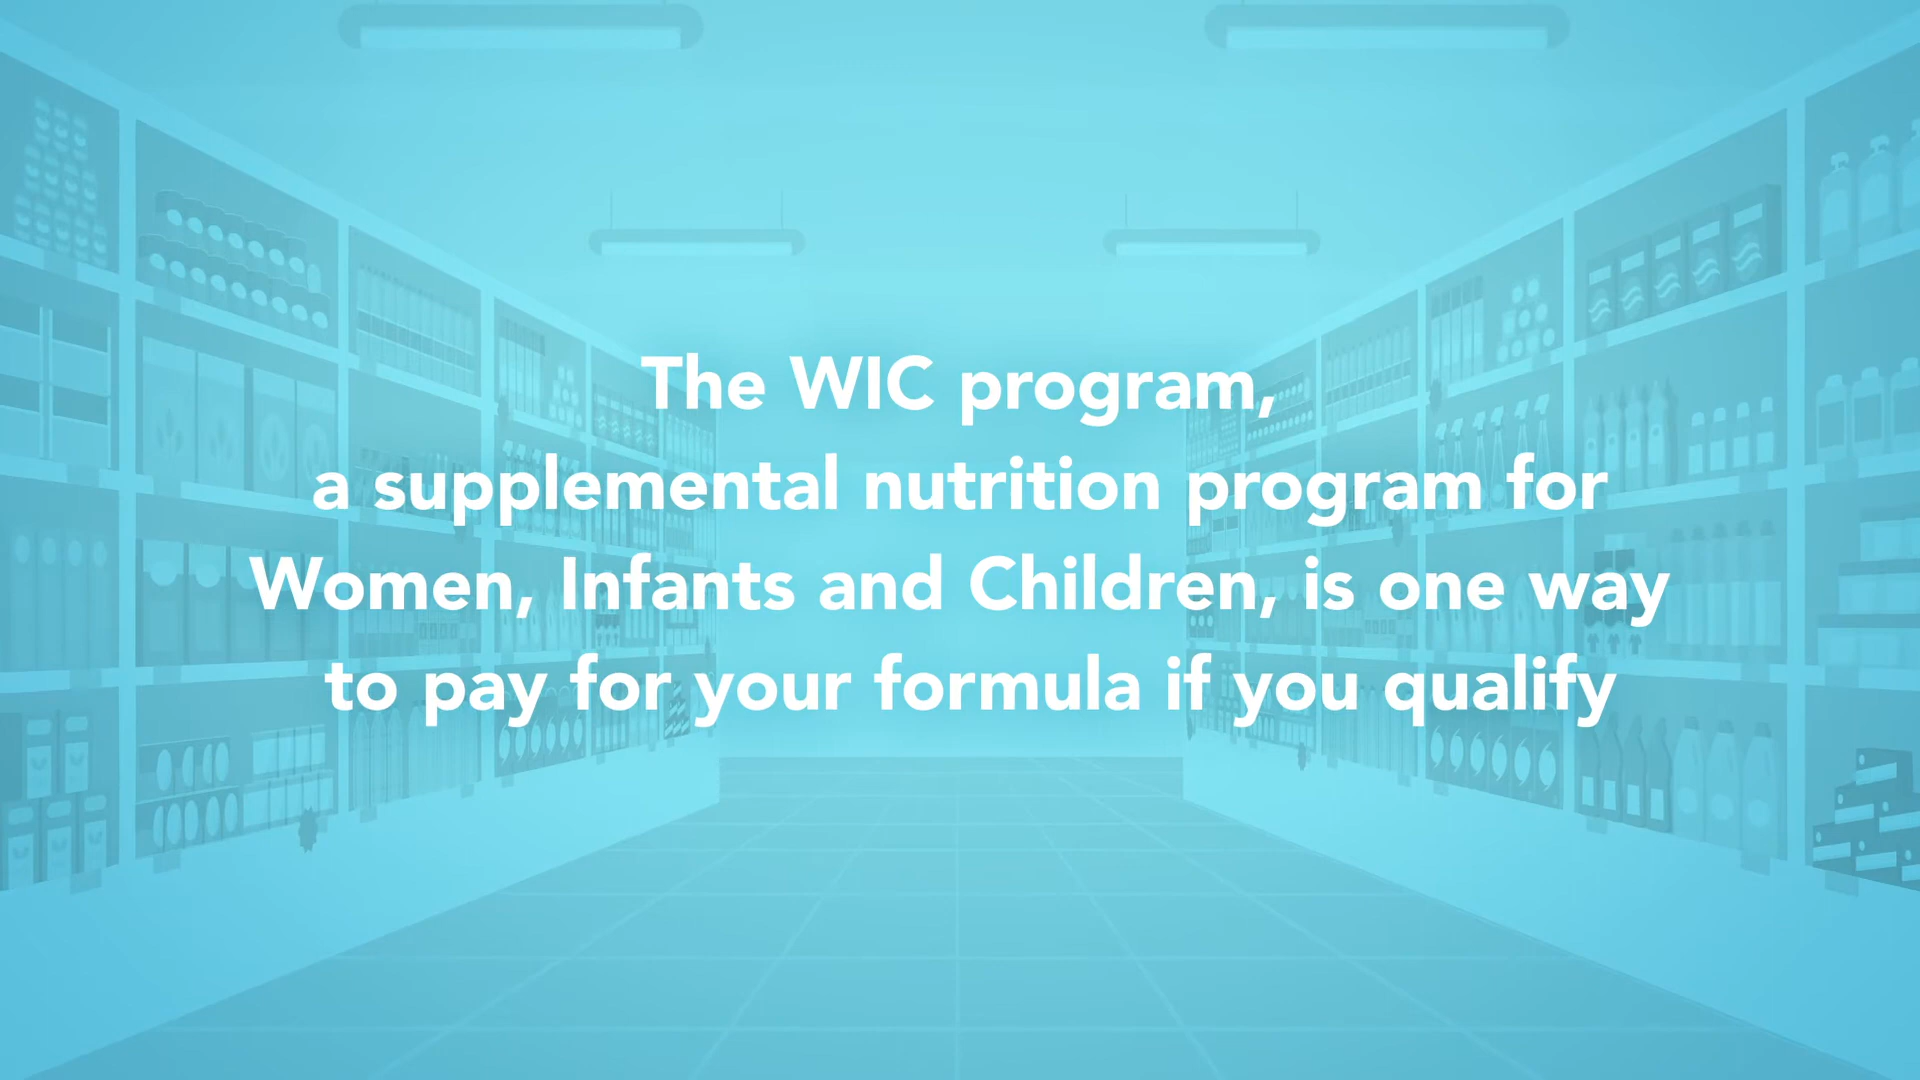 The WIC program,
a supplemental nutrition program for
Women, Infants and Children, is one way
to pay for your formula if you qualify